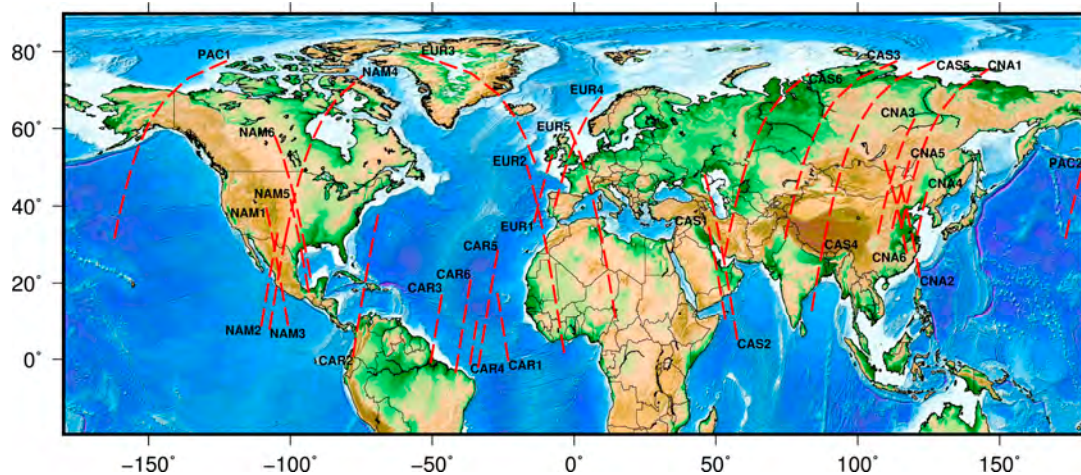 80°
60°
40°
20°
0°
PAC1
EUR3
CAS3
NAM4
CAS6
CAS5
CNA1
EUR4
CNA3
NAM6
EUR5
EUR2
CNA5
PAC2
NAM5
CNA4
NAM1
EUR1
CAS1
CAR5
CAS4
CNA6
CAR6
CAR3
CNA2
NAM2
NAM3
CAS2
CAR2
CAR4
CAR1
−150°
−100°
−50°
0°
50°
100°
150°